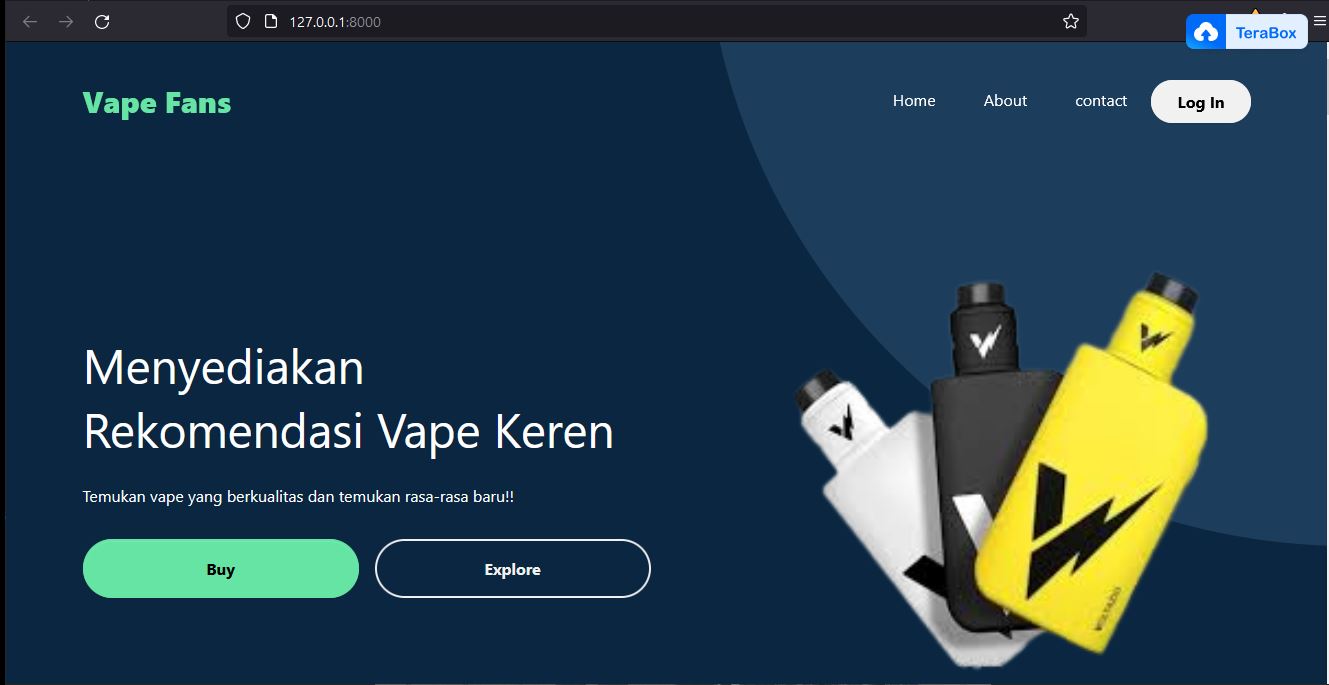 127.0.0.1:8000
TeraBox
Vape Fans
Home
About
contact
Log In
Menyediakan
Rekomendasi Vape Keren
Temukan vape yang berkualitas dan temukan rasa-rasa baru!!
Buy
Explore